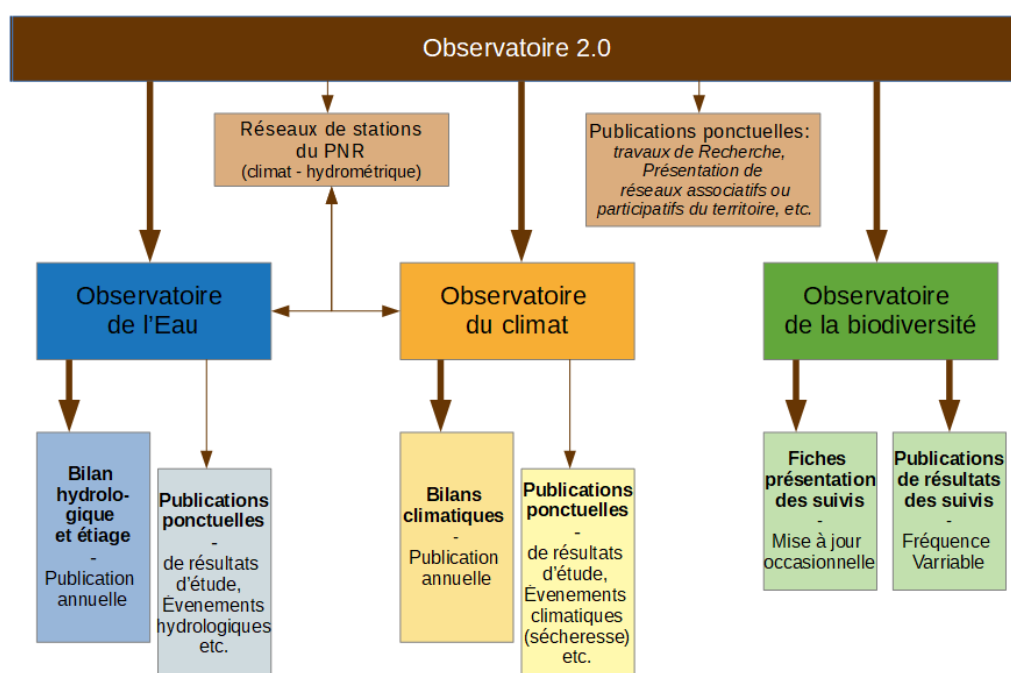 Observatoire 2.0
Réseaux de stations
du PNR
(climat - hydrométrique)
Publications ponctuelles:
travaux de Recherche,
Présentation de
réseaux associatifs ou
participatifs du territoire, etc.
Observatoire
de l’Eau
Observatoire
du climat
Observatoire
de la biodiversité
Bilan
hydrolo-
gique
et étiage
-
Publication
annuelle
Publications
ponctuelles
-
de résultats
d’étude,
Évenements
hydrologiques
etc.
Bilans
climatiques
-
Publication
annuelle
Publications
ponctuelles
-
de résultats
d’étude,
Évenements
climatiques
(sécheresse)
etc.
Fiches
présentation
des suivis
-
Mise à jour
occasionnelle
Publications
de résultats
des suivis
-
Fréquence
Varriable